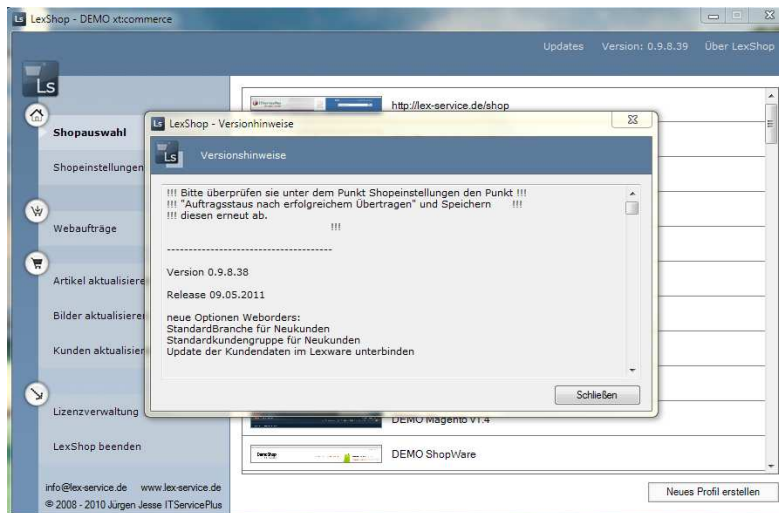 LexShop - DEMO xt:commerce
Updates Version: 0.9.8.39 Über LexShop
Ls
Shopauswahl
Shopeinstellungen
Webaufträge
Artikel aktualisiere
Bilder aktualisieren
Kunden aktualisier
Lizenzverwaltung
LexShop beenden
info@lex-service.de www.lex-service.de
© 2008 - 2010 Jürgen Jesse ITServicePlus
http://lex-service.de/shop
Ls LexShop - Versionhinweise
Ls Versionshinweise
!!! Bitte überprüfen sie unter dem Punkt Shopeinstellungen den Punkt !!!
!!! "Auftragsstaus nach erfolgreichem Übertragen" und Speichern !!!
!!! diesen erneut ab.
!!!
--------------------------------------
Version 0.9.8.38
Release 09.05.2011
neue Optionen Weborders:
StandardBranche für Neukunden
Standardkundengruppe für Neukunden
Update der Kundendaten im Lexware unterbinden
Schließen
DEMO Magento V1.4
DEMO ShopWare
Neues Profil erstellen